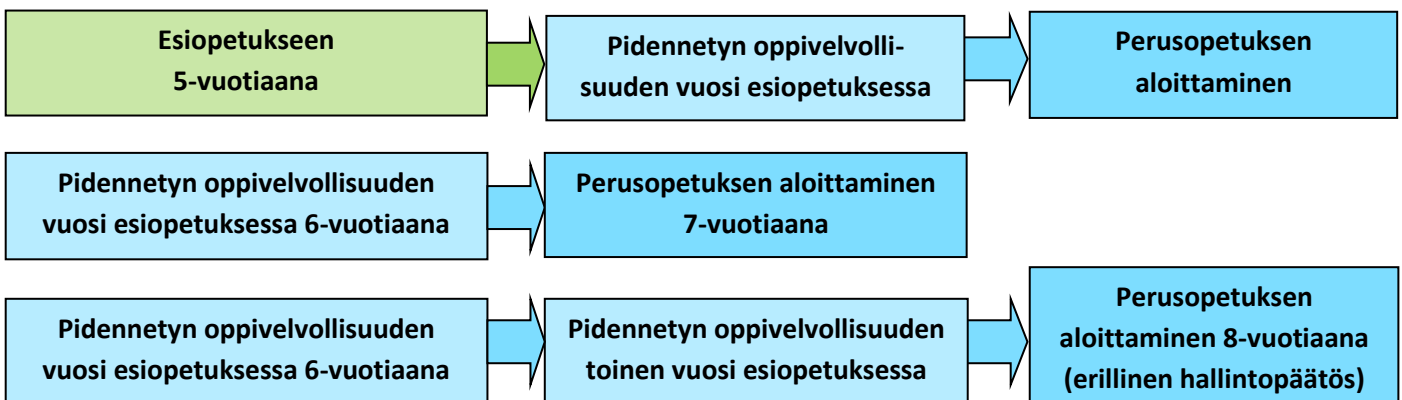 Esiopetukseen
5-vuotiaana
Pidennetyn oppivelvolli-
suuden vuosi esiopetuksessa
Perusopetuksen
aloittaminen
Pidennetyn oppivelvollisuuden
vuosi esiopetuksessa 6-vuotiaana
Perusopetuksen aloittaminen
7-vuotiaana
Pidennetyn oppivelvollisuuden
vuosi esiopetuksessa 6-vuotiaana
Pidennetyn oppivelvollisuuden
toinen vuosi esiopetuksessa
Perusopetuksen
aloittaminen 8-vuotiaana
(erillinen hallintopäätös)